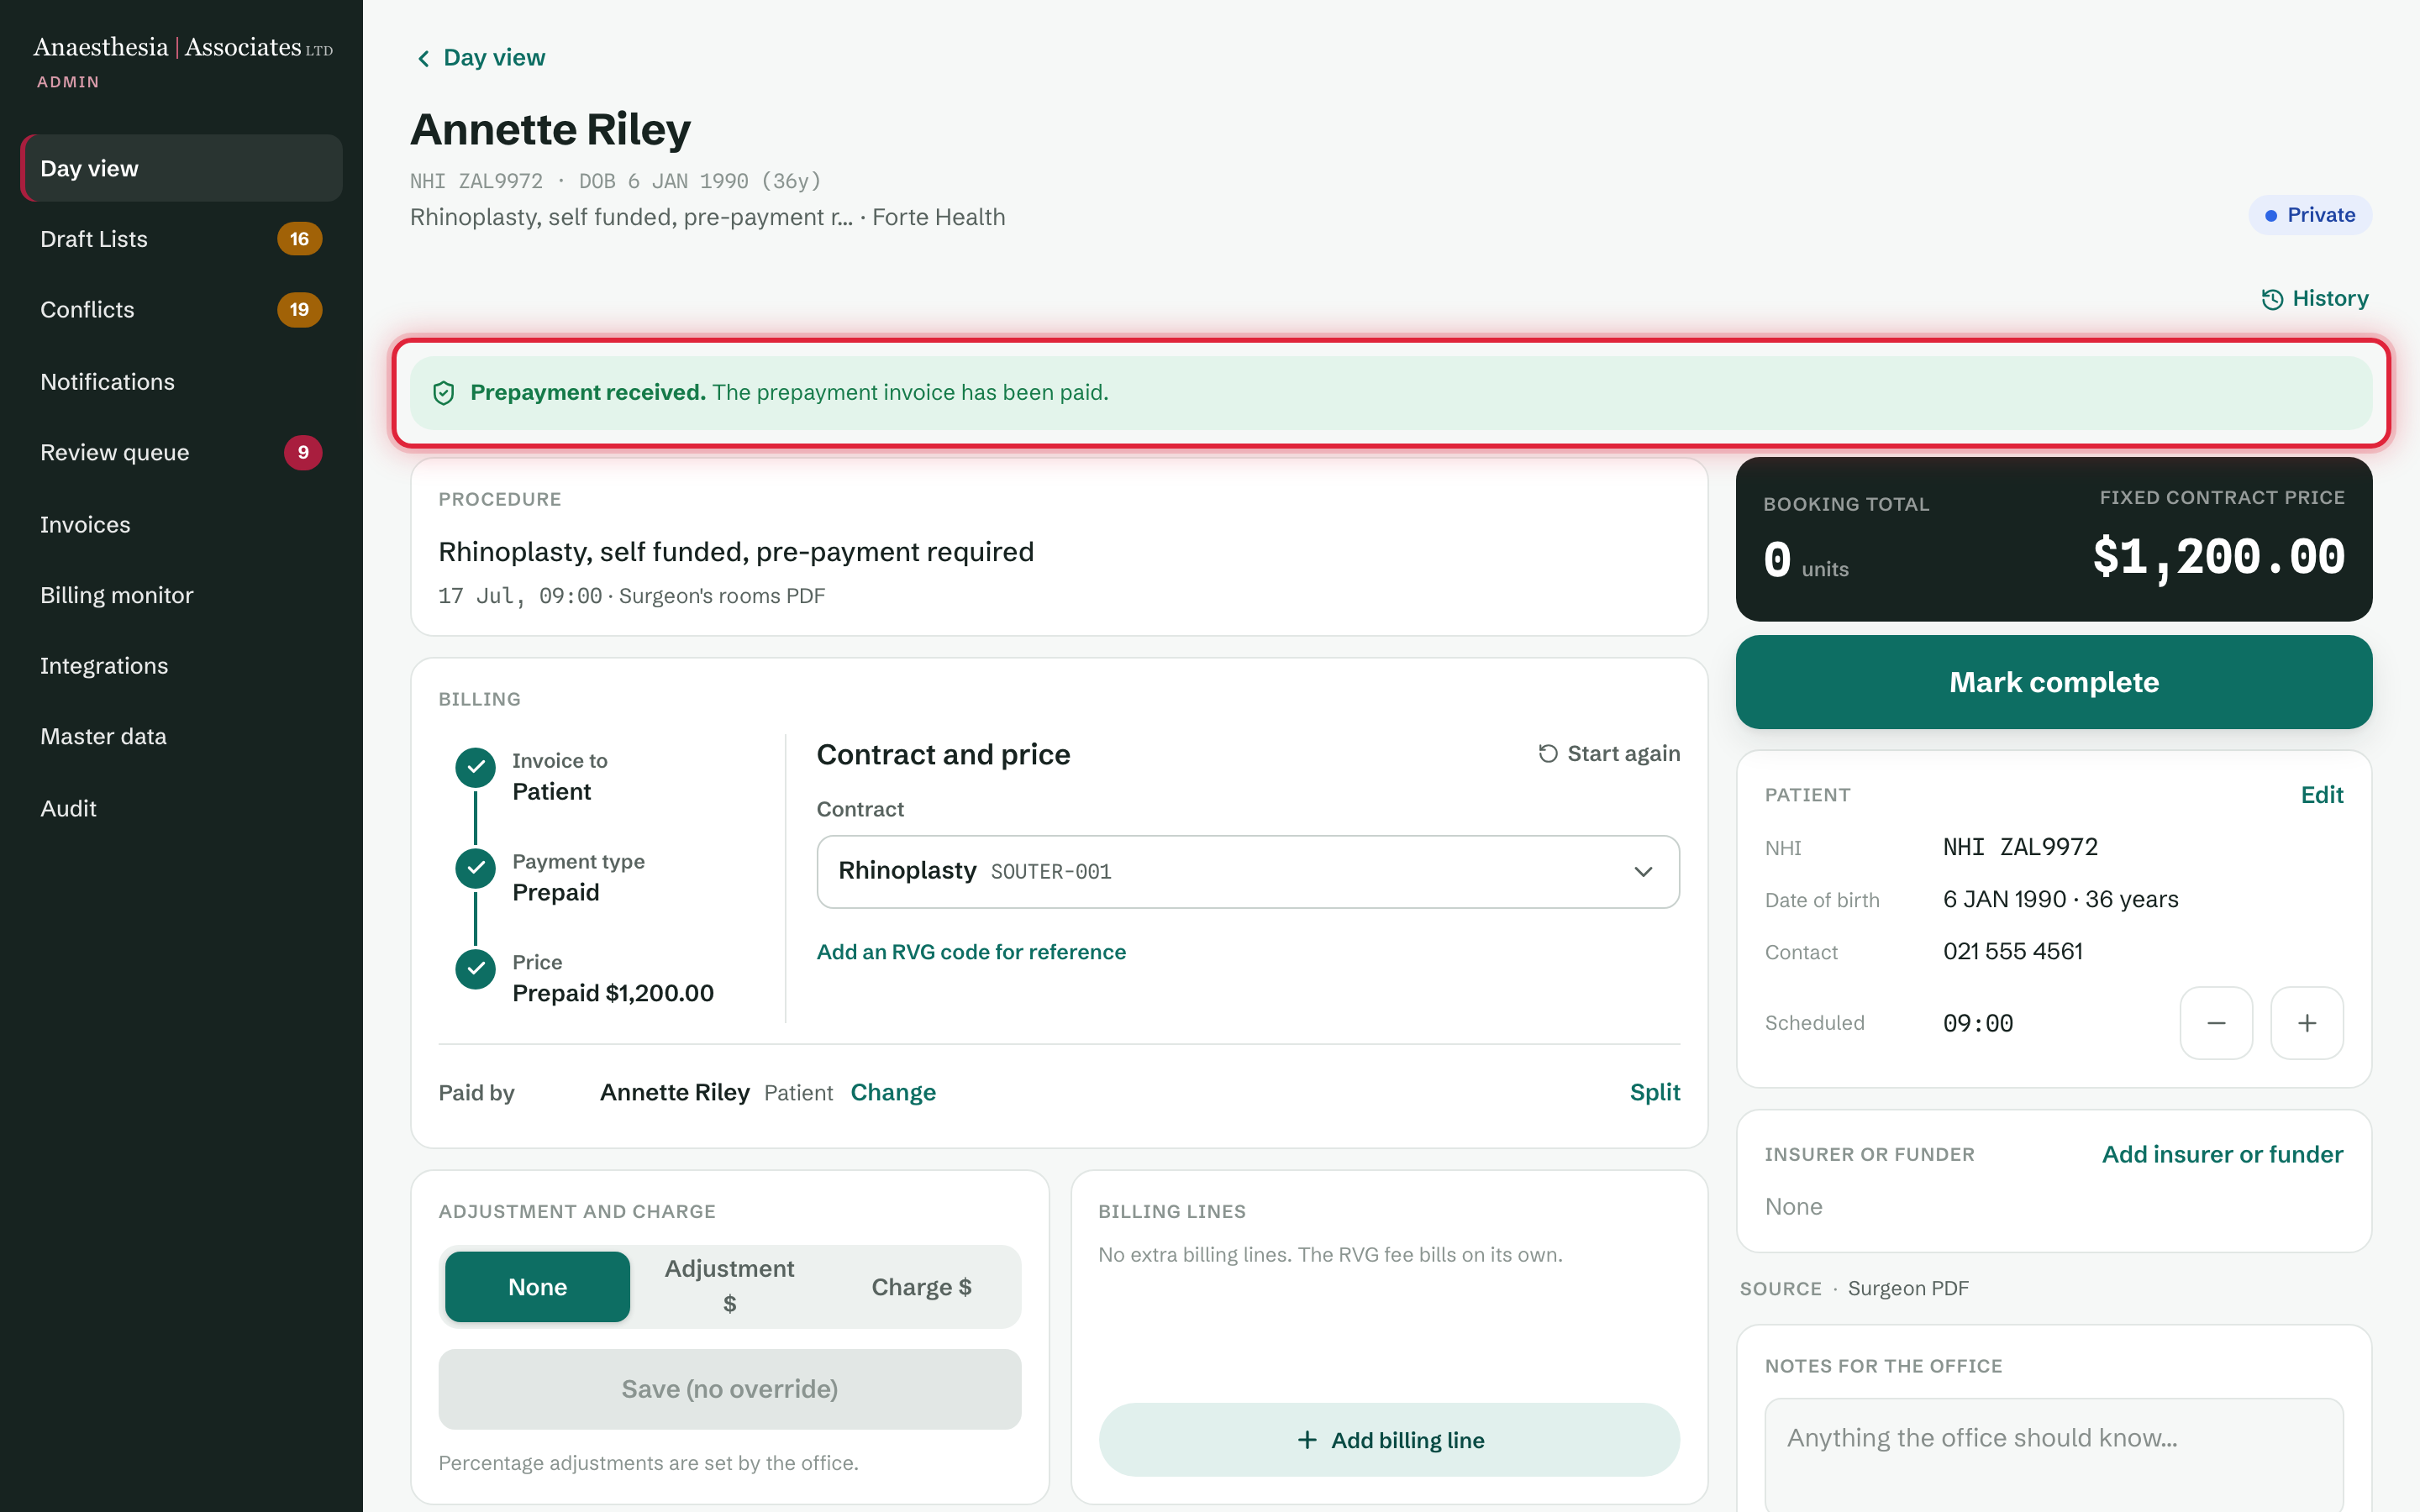 Anaesthesia | Associates LTD
ADMIN
Day view
Draft Lists 16
Conflicts 19
Notifications
Review queue 9
Invoices
Billing monitor
Integrations
Master data
Audit
Day view
Annette Riley
NHI ZAL9972 · DOB 6 JAN 1990 (36y)
Rhinoplasty, self funded, pre-payment r... · Forte Health
Private
History
Prepayment received. The prepayment invoice has been paid.
PROCEDURE
Rhinoplasty, self funded, pre-payment required
17 Jul, 09:00 · Surgeon's rooms PDF
BILLING
Invoice to
Patient
Payment type
Prepaid
Price
Prepaid $1,200.00
Contract and price
Start again
Contract
Rhinoplasty SOUTER-001
Add an RVG code for reference
Paid by Annette Riley Patient Change Split
ADJUSTMENT AND CHARGE
None
Adjustment
$
Charge $
Save (no override)
Percentage adjustments are set by the office.
BILLING LINES
No extra billing lines. The RVG fee bills on its own.
+ Add billing line
BOOKING TOTAL
0 units
FIXED CONTRACT PRICE
$1,200.00
Mark complete
PATIENT Edit
NHI NHI ZAL9972
Date of birth 6 JAN 1990 · 36 years
Contact 021 555 4561
Scheduled 09:00 − +
INSURER OR FUNDER Add insurer or funder
None
SOURCE · Surgeon PDF
NOTES FOR THE OFFICE
Anything the office should know...